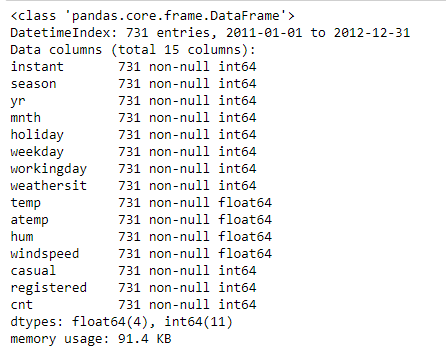 <class 'pandas.core.frame.DataFrame'>
DatetimeIndex: 731 entries, 2011-01-01 to 2012-12-31
Data columns (total 15 columns):
instant       731 non-null int64
season        731 non-null int64
yr            731 non-null int64
mnth          731 non-null int64
holiday       731 non-null int64
weekday       731 non-null int64
workingday    731 non-null int64
weathersit    731 non-null int64
temp          731 non-null float64
atemp         731 non-null float64
hum           731 non-null float64
windspeed     731 non-null float64
casual        731 non-null int64
registered    731 non-null int64
cnt           731 non-null int64
dtypes: float64(4), int64(11)
memory usage: 91.4 KB